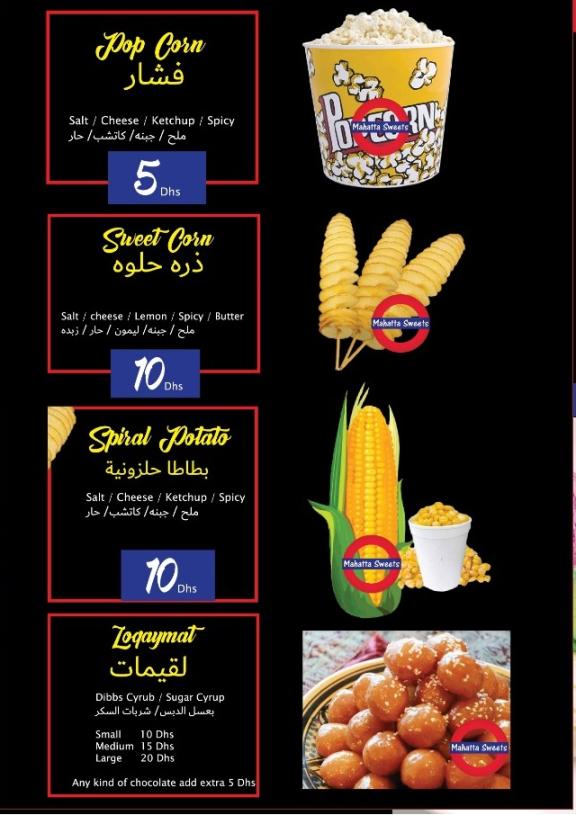 Pop Corn
فشار
Salt / Cheese / Ketchup / Spicy
ملح / جبنه/ كاتشب/ حار
5 Dhs
POPCORN
Mahatta Sweets
Sweet Corn
ذره حلوه
Salt / cheese / Lemon / Spicy / Butter
ملح / جبنه/ ليمون / حار / زبده
10 Dhs
Mahatta Sweets
Spiral Potato
بطاطا حلزونية
Salt / Cheese / Ketchup / Spicy
ملح / جبنه/ كاتشب/ حار
10 Dhs
Mahatta Sweets
Loqaymat
لقيمات
Dibbs Cyrub / Sugar Cyrup
بعسل الدبس/ شربات السكر
Small 10 Dhs
Medium 15 Dhs
Large 20 Dhs
Any kind of chocolate add extra 5 Dhs
Mahatta Sweets